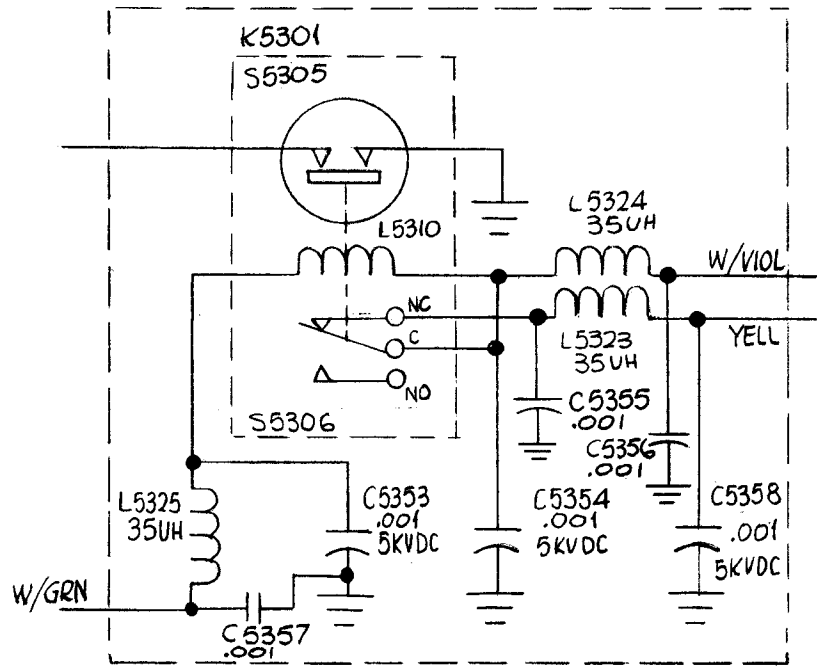 K5301
S5305
L5310
L5324
35UH
W/VIOL
NC
L5323
35UH
YELL
C
NO
S5306
C5355
.001
C5356
.001
L5325
35UH
C5353
.001
5KVDC
C5354
.001
5KVDC
C5358
.001
5KVDC
W/GRN
C5357
.001